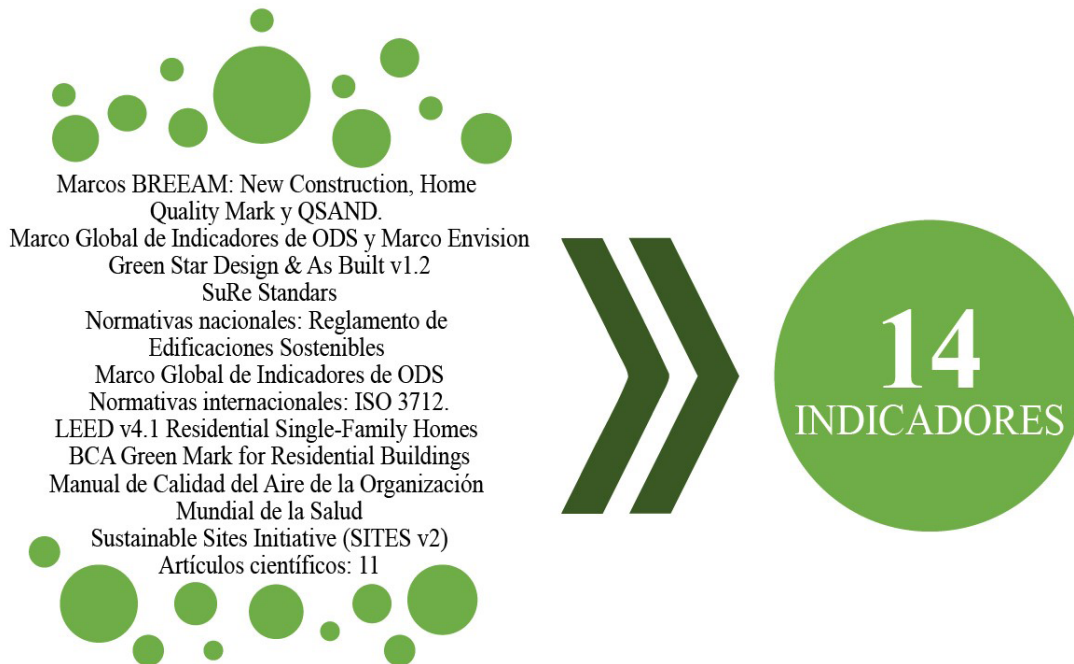 Marcos BREEAM: New Construction, Home
Quality Mark y QSAND.
Marco Global de Indicadores de ODS y Marco Envision
Green Star Design & As Built v1.2
SuRe Standars
Normativas nacionales: Reglamento de
Edificaciones Sostenibles
Marco Global de Indicadores de ODS
Normativas internacionales: ISO 3712.
LEED v4.1 Residential Single-Family Homes
BCA Green Mark for Residential Buildings
Manual de Calidad del Aire de la Organización
Mundial de la Salud
Sustainable Sites Initiative (SITES v2)
Artículos científicos: 11
14
INDICADORES